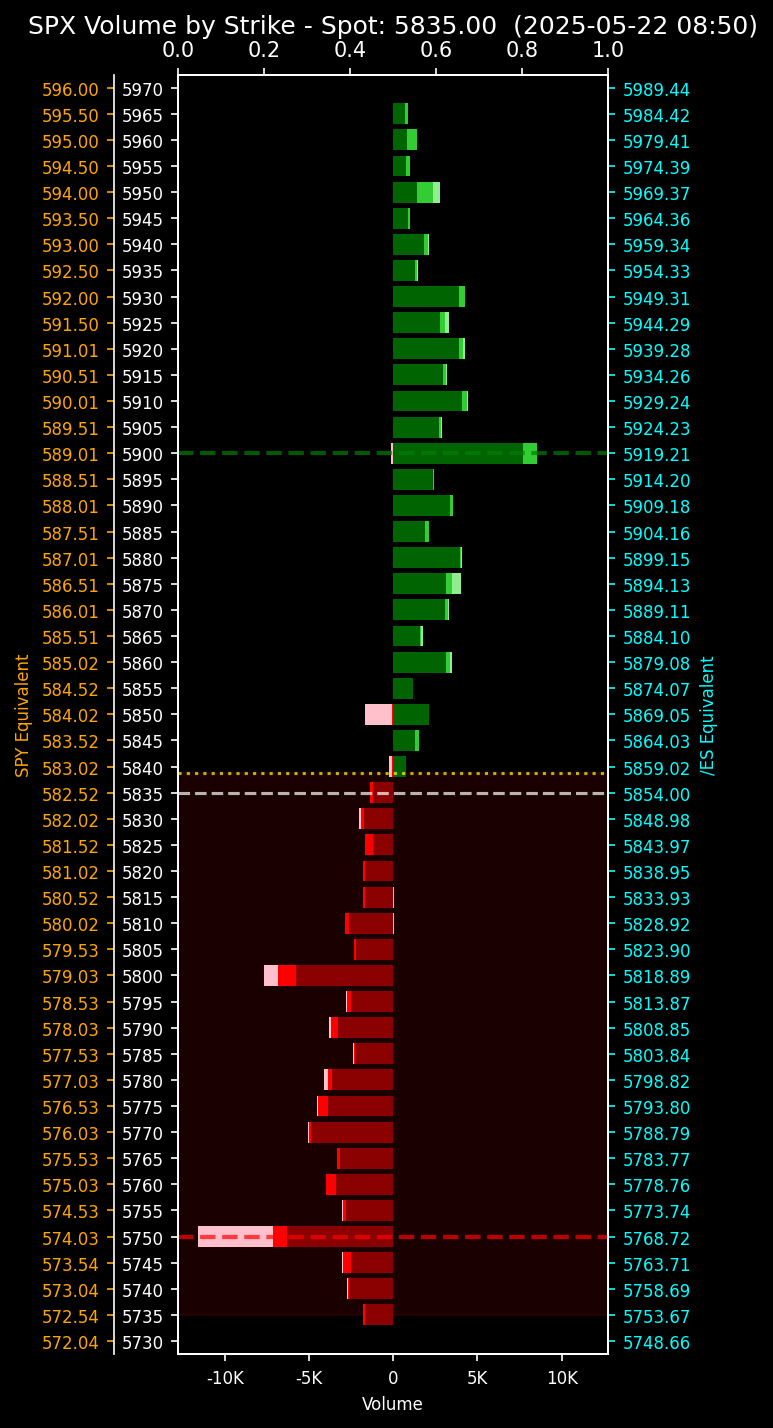 SPX Volume by Strike - Spot: 5835.00 (2025-05-22 08:50)
0.0 0.2 0.4 0.6 0.8 1.0
596.00 5970 5989.44
595.50 5965 5984.42
595.00 5960 5979.41
594.50 5955 5974.39
594.00 5950 5969.37
593.50 5945 5964.36
593.00 5940 5959.34
592.50 5935 5954.33
592.00 5930 5949.31
591.50 5925 5944.29
591.01 5920 5939.28
590.51 5915 5934.26
590.01 5910 5929.24
589.51 5905 5924.23
589.01 5900 5919.21
588.51 5895 5914.20
588.01 5890 5909.18
587.51 5885 5904.16
587.01 5880 5899.15
586.51 5875 5894.13
586.01 5870 5889.11
585.51 5865 5884.10
585.02 5860 5879.08
584.52 5855 5874.07
584.02 5850 5869.05
583.52 5845 5864.03
583.02 5840 5859.02
582.52 5835 5854.00
582.02 5830 5848.98
581.52 5825 5843.97
581.02 5820 5838.95
580.52 5815 5833.93
580.02 5810 5828.92
579.53 5805 5823.90
579.03 5800 5818.89
578.53 5795 5813.87
578.03 5790 5808.85
577.53 5785 5803.84
577.03 5780 5798.82
576.53 5775 5793.80
576.03 5770 5788.79
575.53 5765 5783.77
575.03 5760 5778.76
574.53 5755 5773.74
574.03 5750 5768.72
573.54 5745 5763.71
573.04 5740 5758.69
572.54 5735 5753.67
572.04 5730 5748.66
SPY Equivalent
/ES Equivalent
-10K -5K 0 5K 10K
Volume